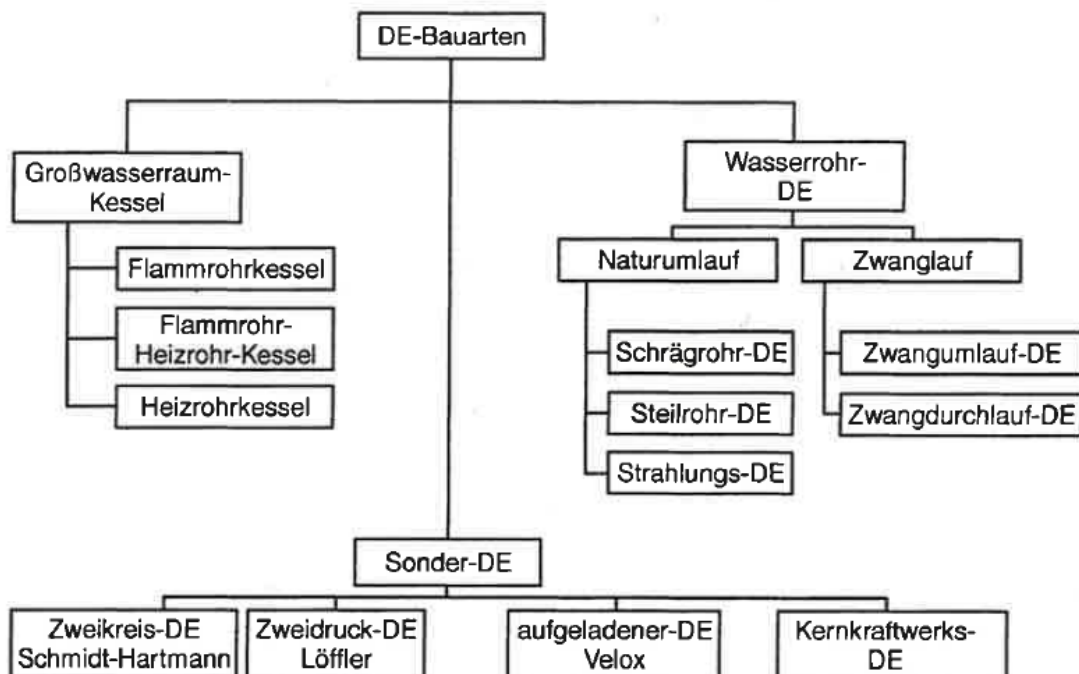 DE-Bauarten
Großwasserraum-
Kessel
Flammrohrkessel
Flammrohr-
Heizrohr-Kessel
Heizrohrkessel
Wasserrohr-
DE
Naturumlauf
Schrägrohr-DE
Steilrohr-DE
Strahlungs-DE
Zwanglauf
Zwangumlauf-DE
Zwangdurchlauf-DE
Sonder-DE
Zweikreis-DE
Schmidt-Hartmann
Zweidruck-DE
Löffler
aufgeladener-DE
Velox
Kernkraftwerks-
DE